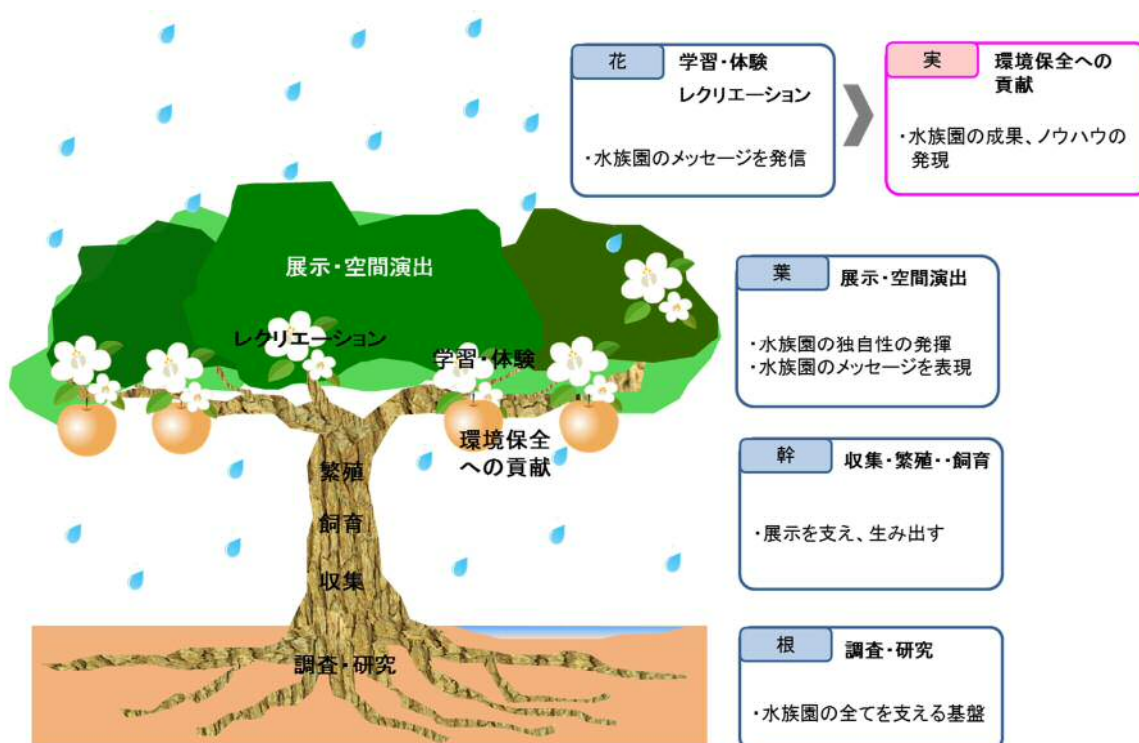 花
学習・体験
レクリエーション
・水族園のメッセージを発信
実
環境保全への
貢献
・水族園の成果、ノウハウの
発現
展示・空間演出
レクリエーション
学習・体験
環境保全
への貢献
繁殖
飼育
収集
調査・研究
葉
展示・空間演出
・水族園の独自性の発揮
・水族園のメッセージを表現
幹
収集・繁殖・・飼育
・展示を支え、生み出す
根
調査・研究
・水族園の全てを支える基盤